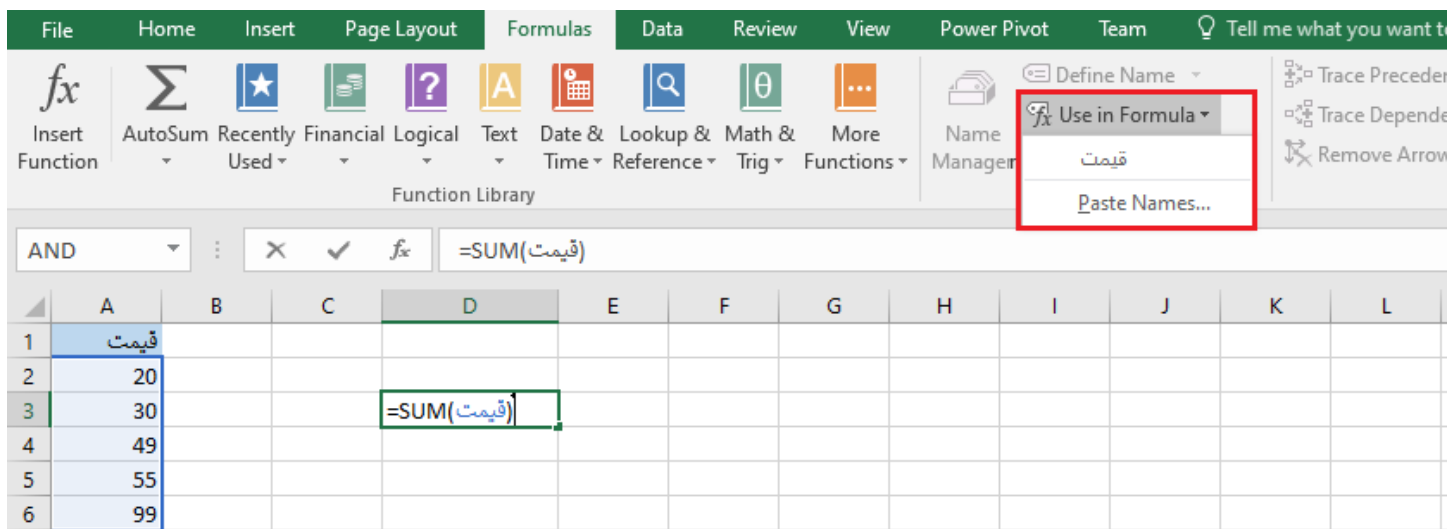 File Home Insert Page Layout Formulas Data Review View Power Pivot Team Tell me what you want t
fx Σ ? A θ ...
Define Name
Trace Preceder
Use in Formula
Trace Depende
Insert Function
AutoSum
Recently Used
Financial
Logical
Text
Date & Time
Lookup & Reference
Math & Trig
More Functions
Name Manager
قیمت
Remove Arrow
Paste Names...
Function Library
AND fx =SUM(قیمت)
A B C D E F G H I J K L
1 قیمت
2 20
3 30 =SUM(قیمت)
4 49
5 55
6 99